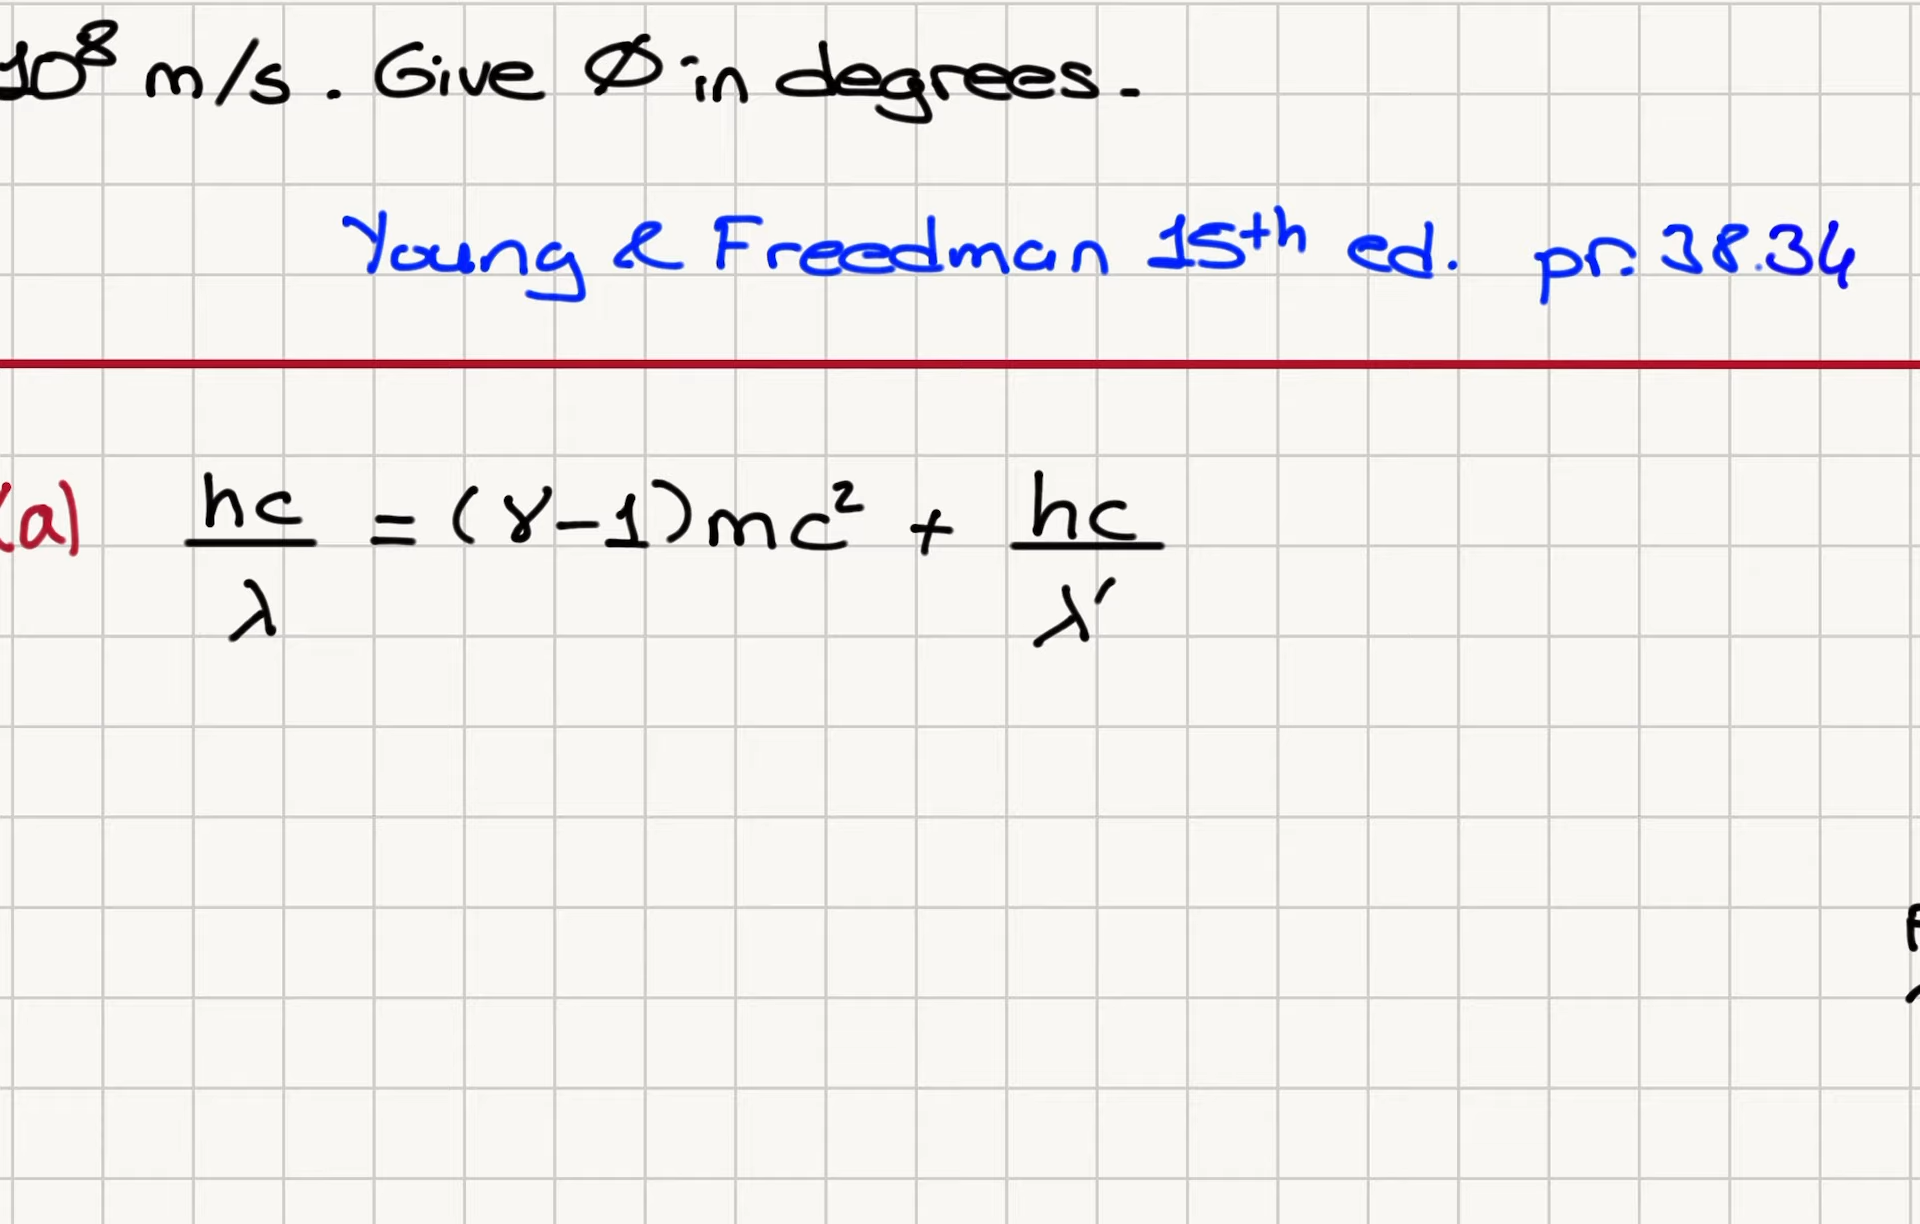 10⁸ m/s. Give Ø in degrees.
Young & Freedman 15th ed. pr. 38.34
(a) hc/λ = (γ-1)mc² + hc/λ′